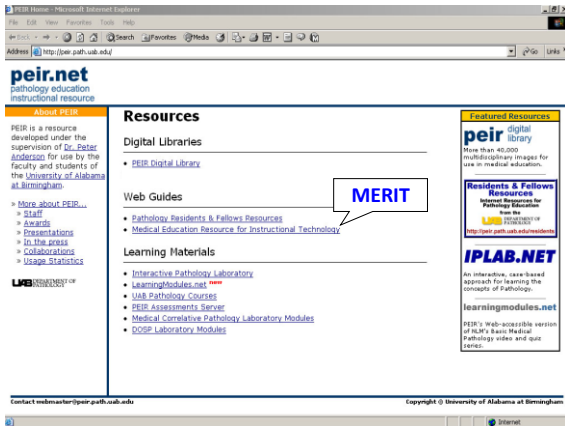 PEIR Home - Microsoft Internet Explorer
File Edit View Favorites Tools Help
Back Search Favorites Media
Address http://peir.path.uab.edu/ Go Links
peir.net
pathology education
instructional resource
About PEIR
PEIR is a resource
developed under the
supervision of Dr. Peter
Anderson for use by the
faculty and students of
the University of Alabama
at Birmingham.
» More about PEIR...
» Staff
» Awards
» Presentations
» In the press
» Collaborations
» Usage Statistics
UAB DEPARTMENT OF
PATHOLOGY
Resources
Digital Libraries
• PEIR Digital Library
Web Guides
MERIT
• Pathology Residents & Fellows Resources
• Medical Education Resource for Instructional Technology
Learning Materials
• Interactive Pathology Laboratory
• LearningModules.net new
• UAB Pathology Courses
• PEIR Assessments Server
• Medical Correlative Pathology Laboratory Modules
• DOSP Laboratory Modules
Featured Resources
peir digital
library
More than 40,000
multidisciplinary images for
use in medical education.
Residents & Fellows
Resources
Internet Resources for
Pathology Education
from the
UAB DEPARTMENT OF
PATHOLOGY
http://peir.path.uab.edu/residents
IPLAB.NET
An interactive, case-based
approach for learning the
concepts of Pathology.
learningmodules.net
PEIR's Web-accessible version
of NLM's Basic Medical
Pathology video and quiz
series.
Contact webmaster@peir.path.uab.edu
Copyright © University of Alabama at Birmingham
Internet